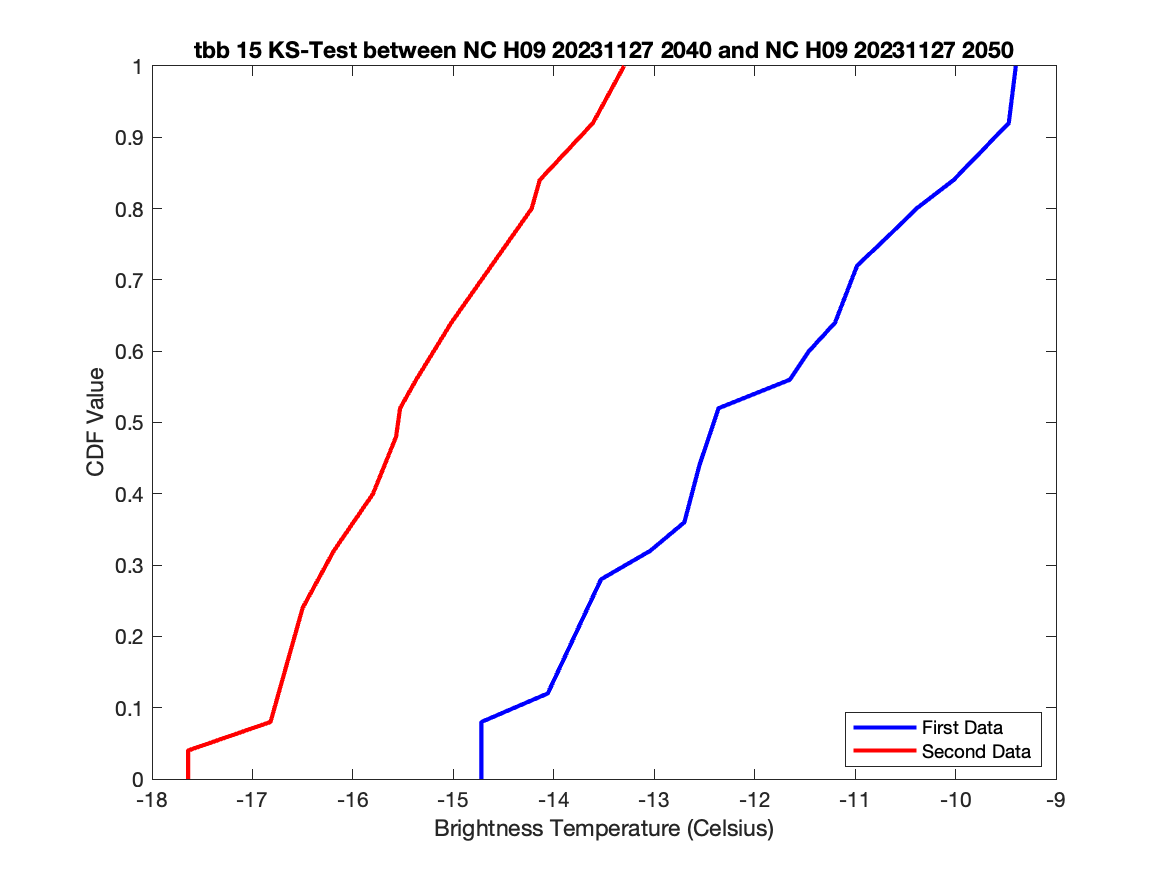 tbb 15 KS-Test between NC H09 20231127 2040 and NC H09 20231127 2050
1
0.9
0.8
0.7
0.6
0.5
0.4
0.3
0.2
0.1
0
CDF Value
First Data
Second Data
-18 -17 -16 -15 -14 -13 -12 -11 -10 -9
Brightness Temperature (Celsius)